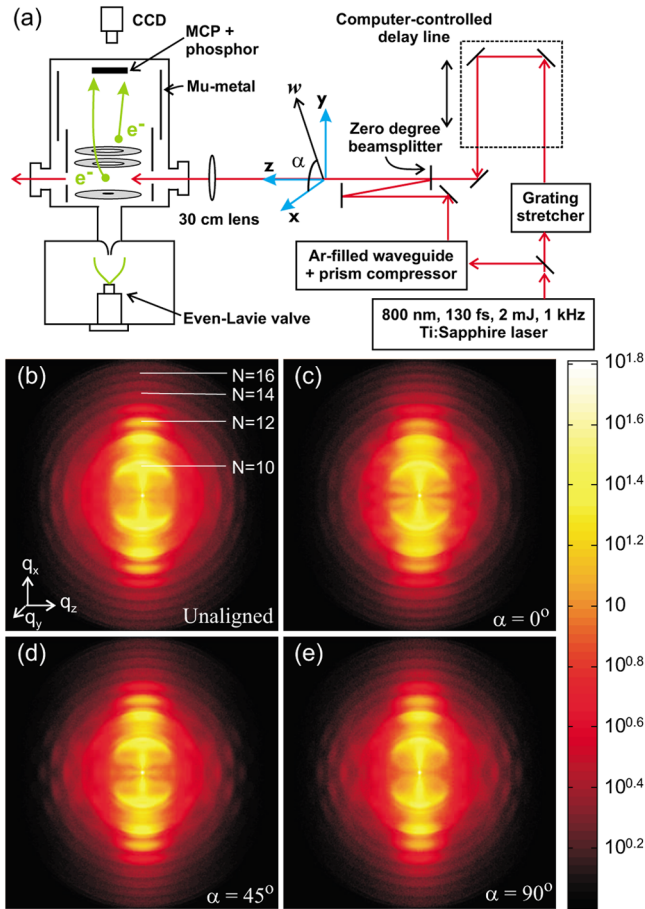 (a)
CCD
MCP +
phosphor
Mu-metal
e⁻
e⁻
30 cm lens
Even-Lavie valve
w
y
α
z
x
Zero degree
beamsplitter
Computer-controlled
delay line
Grating
stretcher
Ar-filled waveguide
+ prism compressor
800 nm, 130 fs, 2 mJ, 1 kHz
Ti:Sapphire laser
(b)
N=16
N=14
N=12
N=10
qₓ
q_z
q_y
Unaligned
(c)
α = 0°
(d)
α = 45°
(e)
α = 90°
10^1.8
10^1.6
10^1.4
10^1.2
10
10^0.8
10^0.6
10^0.4
10^0.2